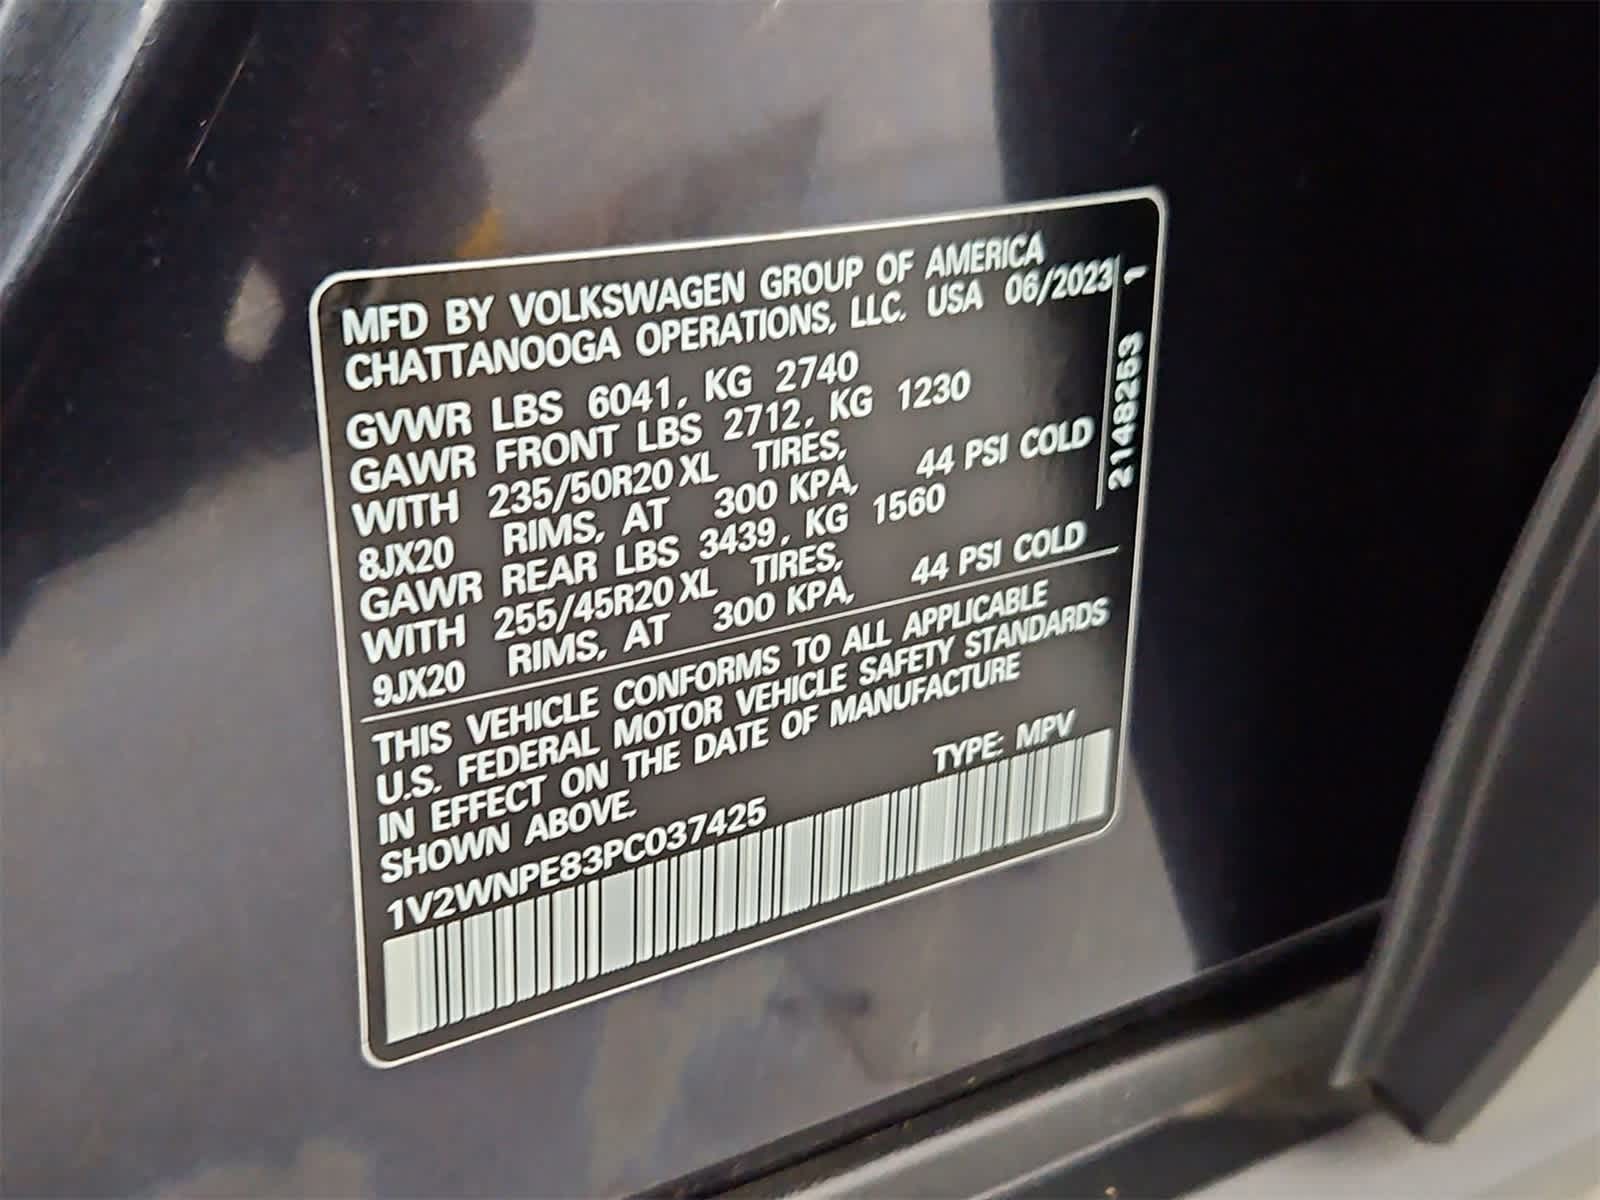 MFD BY VOLKSWAGEN GROUP OF AMERICA
CHATTANOOGA OPERATIONS, LLC. USA 06/2023
GVWR LBS 6041, KG 2740
GAWR FRONT LBS 2712, KG 1230
WITH 235/50R20 XL TIRES,
8JX20 RIMS, AT 300 KPA, 44 PSI COLD
GAWR REAR LBS 3439, KG 1560
WITH 255/45R20 XL TIRES,
9JX20 RIMS, AT 300 KPA, 44 PSI COLD
THIS VEHICLE CONFORMS TO ALL APPLICABLE
U.S. FEDERAL MOTOR VEHICLE SAFETY STANDARDS
IN EFFECT ON THE DATE OF MANUFACTURE
SHOWN ABOVE.
TYPE: MPV
1V2WNPE83PC037425
2148253 1